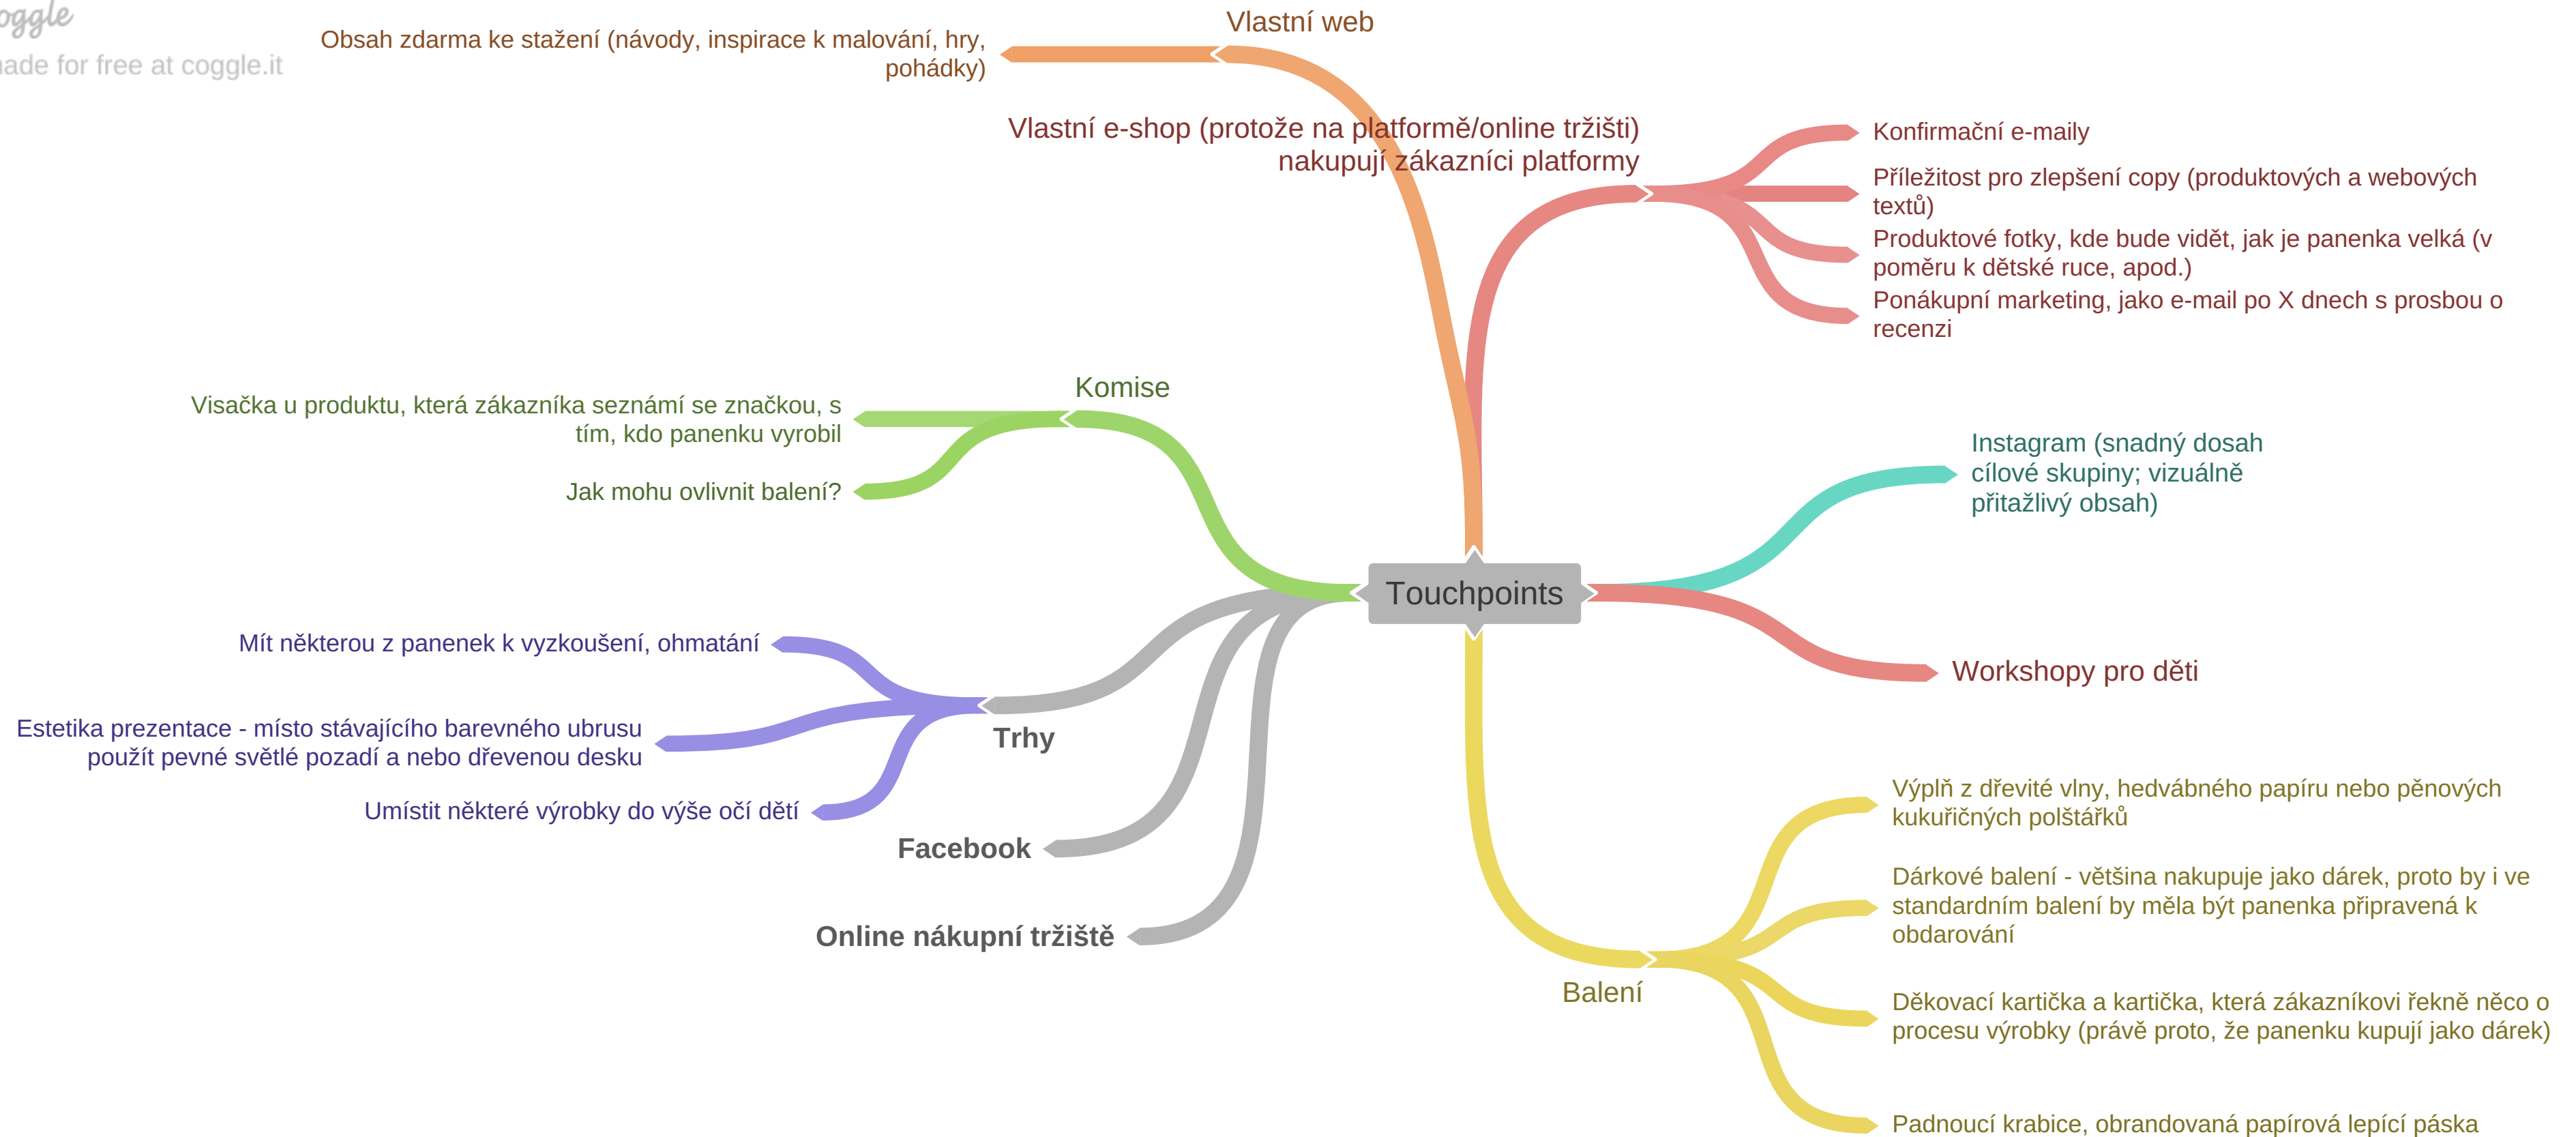 oggle
made for free at coggle.it
Vlastní web
Obsah zdarma ke stažení (návody, inspirace k malování, hry,
pohádky)
Vlastní e-shop (protože na platformě/online tržišti)
nakupují zákazníci platformy
Konfirmační e-maily
Příležitost pro zlepšení copy (produktových a webových
textů)
Produktové fotky, kde bude vidět, jak je panenka velká (v
poměru k dětské ruce, apod.)
Ponákupní marketing, jako e-mail po X dnech s prosbou o
recenzi
Komise
Visačka u produktu, která zákazníka seznámí se značkou, s
tím, kdo panenku vyrobil
Jak mohu ovlivnit balení?
Instagram (snadný dosah
cílové skupiny; vizuálně
přitažlivý obsah)
Touchpoints
Workshopy pro děti
Mít některou z panenek k vyzkoušení, ohmatání
Estetika prezentace - místo stávajícího barevného ubrusu
použít pevné světlé pozadí a nebo dřevenou desku
Umístit některé výrobky do výše očí dětí
Trhy
Facebook
Online nákupní tržiště
Balení
Výplň z dřevité vlny, hedvábného papíru nebo pěnových
kukuřičných polštářků
Dárkové balení - většina nakupuje jako dárek, proto by i ve
standardním balení by měla být panenka připravená k
obdarování
Děkovací kartička a kartička, která zákazníkovi řekně něco o
procesu výrobky (právě proto, že panenku kupují jako dárek)
Padnoucí krabice, obrandovaná papírová lepící páska